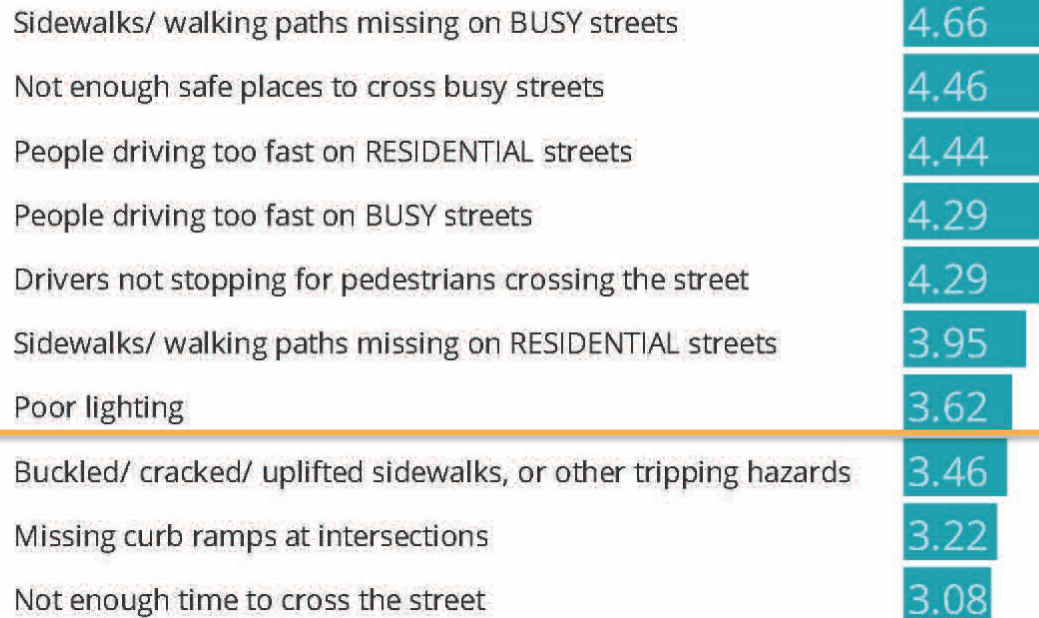 Sidewalks/ walking paths missing on BUSY streets 4.66
Not enough safe places to cross busy streets 4.46
People driving too fast on RESIDENTIAL streets 4.44
People driving too fast on BUSY streets 4.29
Drivers not stopping for pedestrians crossing the street 4.29
Sidewalks/ walking paths missing on RESIDENTIAL streets 3.95
Poor lighting 3.62
Buckled/ cracked/ uplifted sidewalks, or other tripping hazards 3.46
Missing curb ramps at intersections 3.22
Not enough time to cross the street 3.08